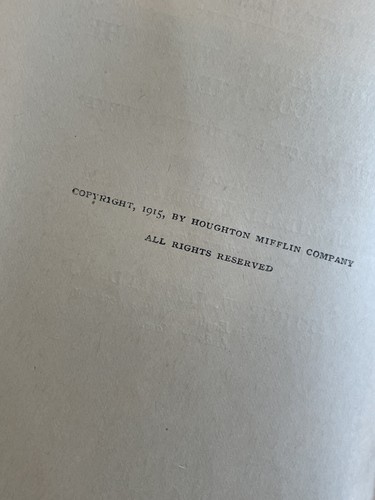 COPYRIGHT, 1915, BY HOUGHTON MIFFLIN COMPANY
ALL RIGHTS RESERVED